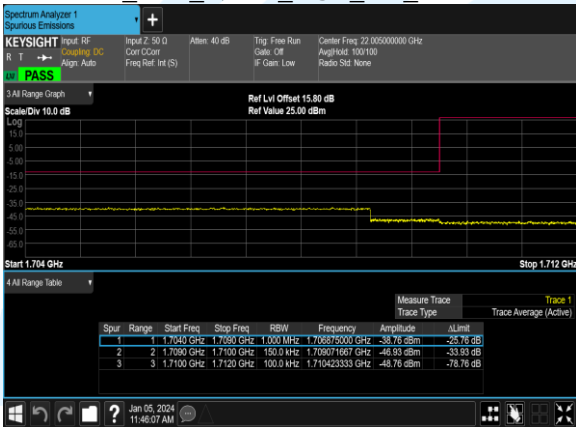 Spectrum Analyzer 1
Spurious Emissions
KEYSIGHT Input: RF Input Z: 50 Ω Atten: 40 dB Trig: Free Run Center Freq: 22.005000000 GHz
R T Coupling: DC Corr CCorr Gate: Off Avg|Hold: 100/100
Align: Auto Freq Ref: Int (S) IF Gain: Low Radio Std: None
LW PASS
3 All Range Graph
Ref Lvl Offset 15.80 dB
Scale/Div 10.0 dB Ref Value 25.00 dBm
Log
15.0
5.00
-5.00
-15.0
-25.0
-35.0
-45.0
-55.0
-65.0
Start 1.704 GHz Stop 1.712 GHz
4 All Range Table
Measure Trace Trace 1
Trace Type Trace Average (Active)
Spur Range Start Freq Stop Freq RBW Frequency Amplitude ΔLimit
1 1 1.7040 GHz 1.7090 GHz 1.000 MHz 1.706875000 GHz -38.76 dBm -25.76 dB
2 2 1.7090 GHz 1.7100 GHz 150.0 kHz 1.709071667 GHz -46.93 dBm -33.93 dB
3 3 1.7100 GHz 1.7120 GHz 100.0 kHz 1.710423333 GHz -48.76 dBm -78.76 dB
? Jan 05, 2024
11:46:07 AM